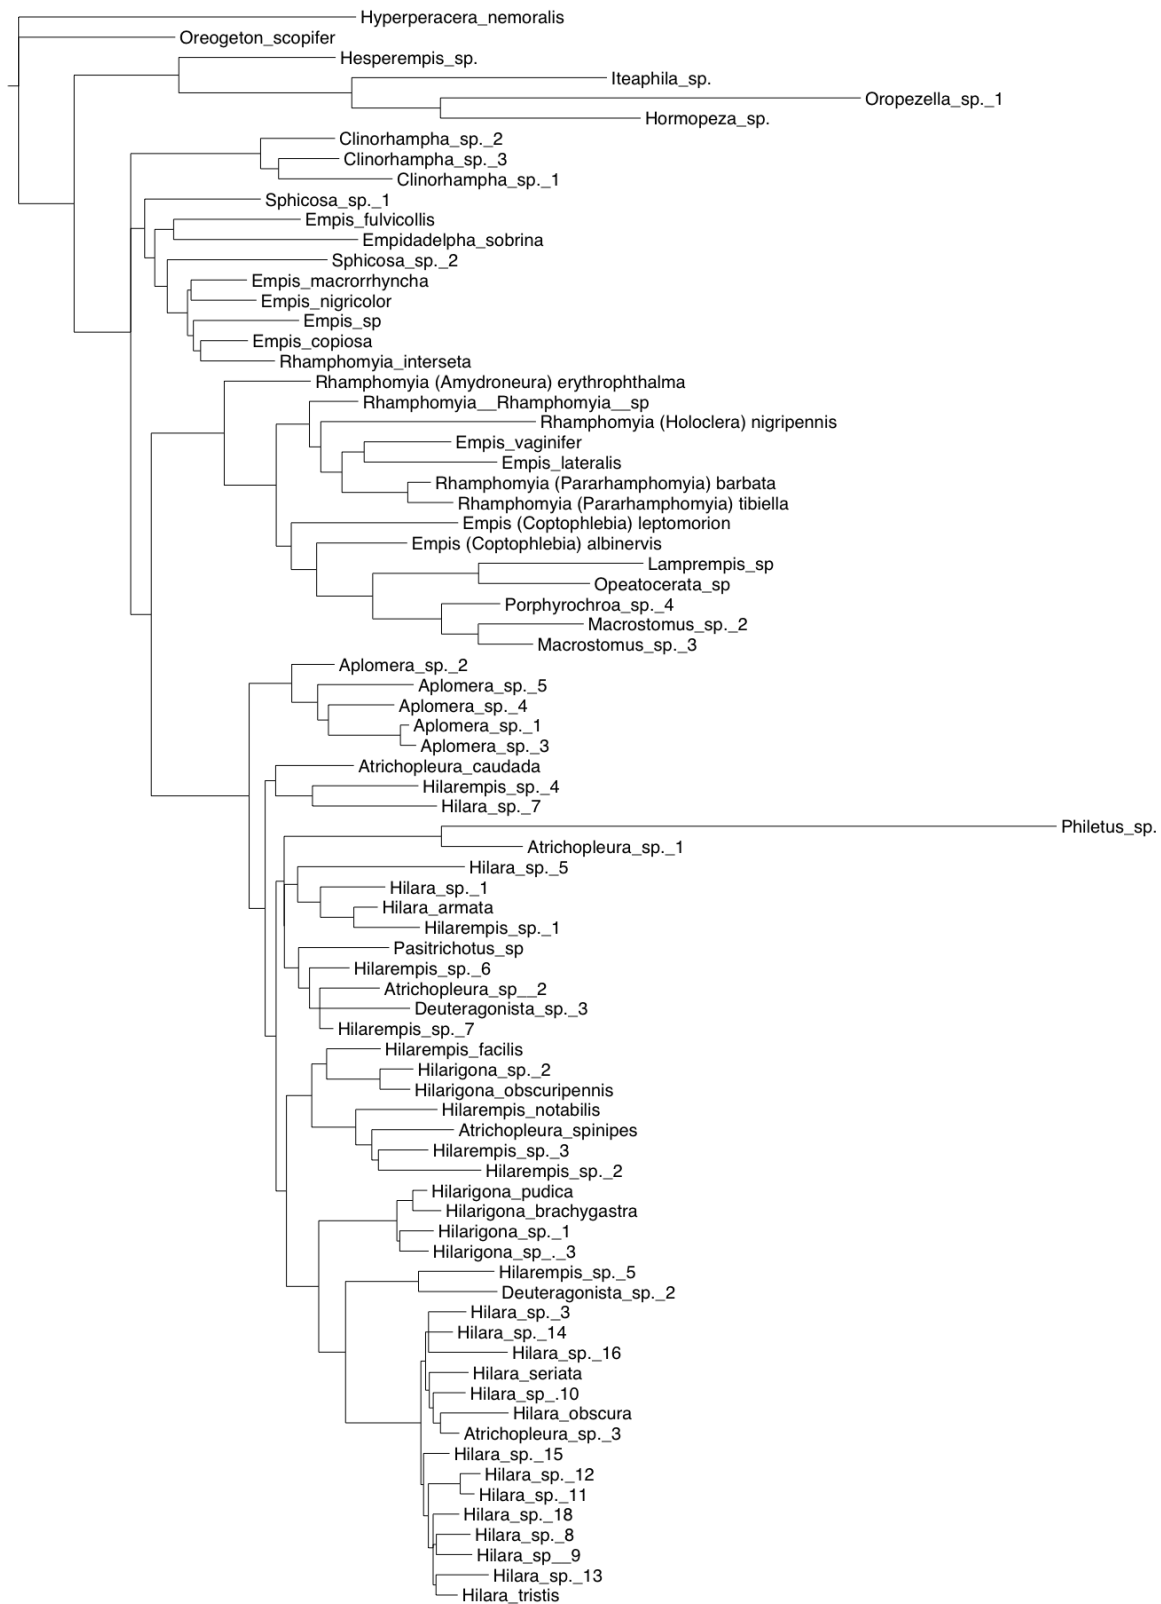 Hyperperacera_nemoralis
Oreogeton_scopifer
Hesperempis_sp.
Iteaphila_sp.
Oropezella_sp._1
Hormopeza_sp.
Clinorhampha_sp._2
Clinorhampha_sp._3
Clinorhampha_sp._1
Sphicosa_sp._1
Empis_fulvicollis
Empidadelpha_sobrina
Sphicosa_sp._2
Empis_macrorrhyncha
Empis_nigricolor
Empis_sp
Empis_copiosa
Rhamphomyia_interseta
Rhamphomyia (Amydroneura) erythrophthalma
Rhamphomyia__Rhamphomyia__sp
Rhamphomyia (Holoclera) nigripennis
Empis_vaginifer
Empis_lateralis
Rhamphomyia (Pararhamphomyia) barbata
Rhamphomyia (Pararhamphomyia) tibiella
Empis (Coptophlebia) leptomorion
Empis (Coptophlebia) albinervis
Lamprempis_sp
Opeatocerata_sp
Porphyrochroa_sp._4
Macrostomus_sp._2
Macrostomus_sp._3
Aplomera_sp._2
Aplomera_sp._5
Aplomera_sp._4
Aplomera_sp._1
Aplomera_sp._3
Atrichopleura_caudada
Hilarempis_sp._4
Hilara_sp._7
Philetus_sp.
Atrichopleura_sp._1
Hilara_sp._5
Hilara_sp._1
Hilara_armata
Hilarempis_sp._1
Pasitrichotus_sp
Hilarempis_sp._6
Atrichopleura_sp__2
Deuteragonista_sp._3
Hilarempis_sp._7
Hilarempis_facilis
Hilarigona_sp._2
Hilarigona_obscuripennis
Hilarempis_notabilis
Atrichopleura_spinipes
Hilarempis_sp._3
Hilarempis_sp._2
Hilarigona_pudica
Hilarigona_brachygastra
Hilarigona_sp._1
Hilarigona_sp_._3
Hilarempis_sp._5
Deuteragonista_sp._2
Hilara_sp._3
Hilara_sp._14
Hilara_sp._16
Hilara_seriata
Hilara_sp_.10
Hilara_obscura
Atrichopleura_sp._3
Hilara_sp._15
Hilara_sp._12
Hilara_sp._11
Hilara_sp._18
Hilara_sp._8
Hilara_sp__9
Hilara_sp._13
Hilara_tristis